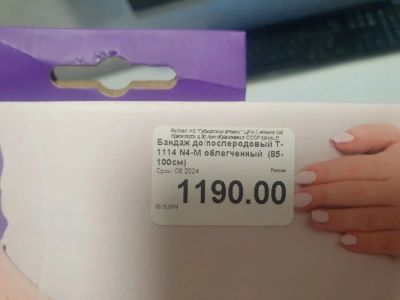 Бандаж до/послеродовый Т-
1114 N4-М облегченный (85-
100см)
Срок: 08.2024 Россия
1190.00